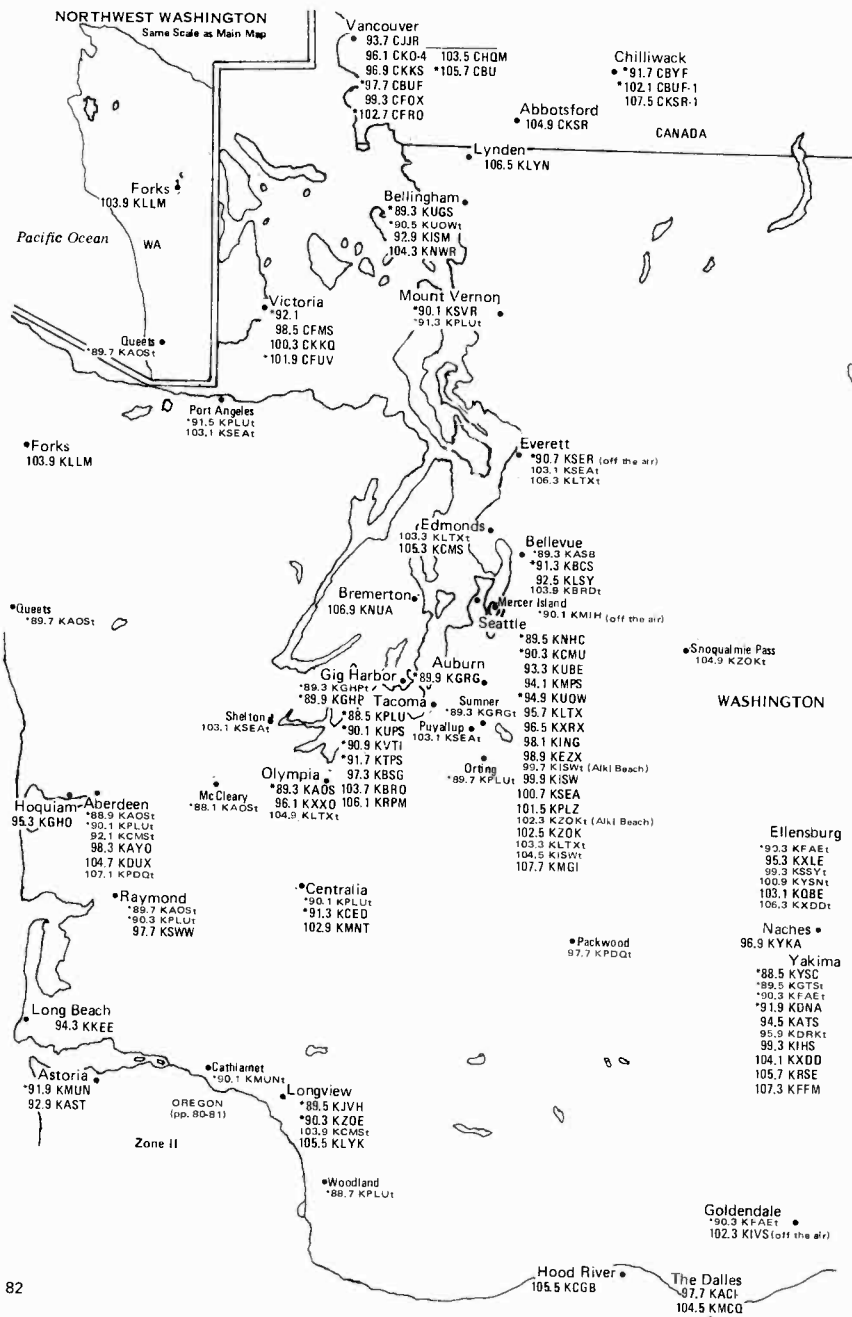 NORTHWEST WASHINGTON
Same Scale as Main Map
Forks
103.9 KLLM
Pacific Ocean
WA
Queets
*89.7 KAOSt
Vancouver
93.7 CJJR
96.1 CKO-4 103.5 CHQM
96.9 CKKS *105.7 CBU
*97.7 CBUF
99.3 CFOX
*102.7 CFRO
Chilliwack
*91.7 CBYF
*102.1 CBUF-1
107.5 CKSR-1
Abbotsford
104.9 CKSR
CANADA
Lynden
106.5 KLYN
Bellingham
*89.3 KUGS
*90.5 KUOWt
92.9 KISM
104.3 KNWR
Victoria
*92.1
98.5 CFMS
100.3 CKKQ
*101.9 CFUV
Mount Vernon
*90.1 KSVR
*91.3 KPLUt
Port Angeles
*91.5 KPLUt
103.1 KSEAt
Forks
103.9 KLLM
Everett
*90.7 KSER (off the air)
103.1 KSEAt
106.3 KLTXt
Edmonds
103.3 KLTXt
105.3 KCMS
Bellevue
*89.3 KASB
*91.3 KBCS
92.5 KLSY
103.9 KBRDt
Bremerton
106.9 KNUA
Mercer Island
*90.1 KMIH (off the air)
Queets
*89.7 KAOSt
Seattle
*89.5 KNHC
*90.3 KCMU
93.3 KUBE
94.1 KMPS
*94.9 KUOW
95.7 KLTX
96.5 KXRX
98.1 KING
98.9 KEZX
99.7 KISWt (Alki Beach)
99.9 KISW
100.7 KSEA
101.5 KPLZ
102.3 KZOKt (Alki Beach)
102.5 KZOK
103.3 KLTXt
104.5 KISWt
107.7 KMGI
Snoqualmie Pass
104.9 KZOKt
WASHINGTON
Auburn
*89.9 KGRG
Gig Harbor
*89.3 KGHPt
*89.9 KGHP
Tacoma
*88.5 KPLU
*90.1 KUPS
*90.9 KVTI
*91.7 KTPS
97.3 KBSG
103.7 KBRO
106.1 KRPM
Sumner
*89.3 KGRGt
Puyallup
103.1 KSEAt
Orting
*89.7 KPLUt
Shelton
103.1 KSEAt
Olympia
*89.3 KAOS
96.1 KXXO
104.9 KLTXt
McCleary
*88.1 KAOSt
Hoquiam
95.3 KGHO
Aberdeen
*88.9 KAOSt
*90.1 KPLUt
92.1 KCMSt
98.3 KAYO
104.7 KDUX
107.1 KPDQt
Ellensburg
*90.3 KFAEt
95.3 KXLE
99.3 KSSYt
100.9 KYSNt
103.1 KQBE
106.3 KXDDt
Raymond
*89.7 KAOSt
*90.3 KPLUt
97.7 KSWW
Centralia
*90.1 KPLUt
*91.3 KCED
102.9 KMNT
Packwood
97.7 KPDQt
Naches
96.9 KYKA
Yakima
*88.5 KYSC
*89.5 KGTSt
*90.3 KFAEt
*91.9 KDNA
94.5 KATS
95.9 KDRKt
99.3 KIHS
104.1 KXDD
105.7 KRSE
107.3 KFFM
Long Beach
94.3 KKEE
Astoria
*91.9 KMUN
92.9 KAST
Cathlamet
*90.1 KMUNt
OREGON
(pp. 80-81)
Zone II
Longview
*89.5 KJVH
*90.3 KZOE
103.9 KCMSt
105.5 KLYK
Woodland
*88.7 KPLUt
Goldendale
*90.3 KFAEt
102.3 KIVS (off the air)
82
Hood River
105.5 KCGB
The Dalles
97.7 KACI
104.5 KMCQ